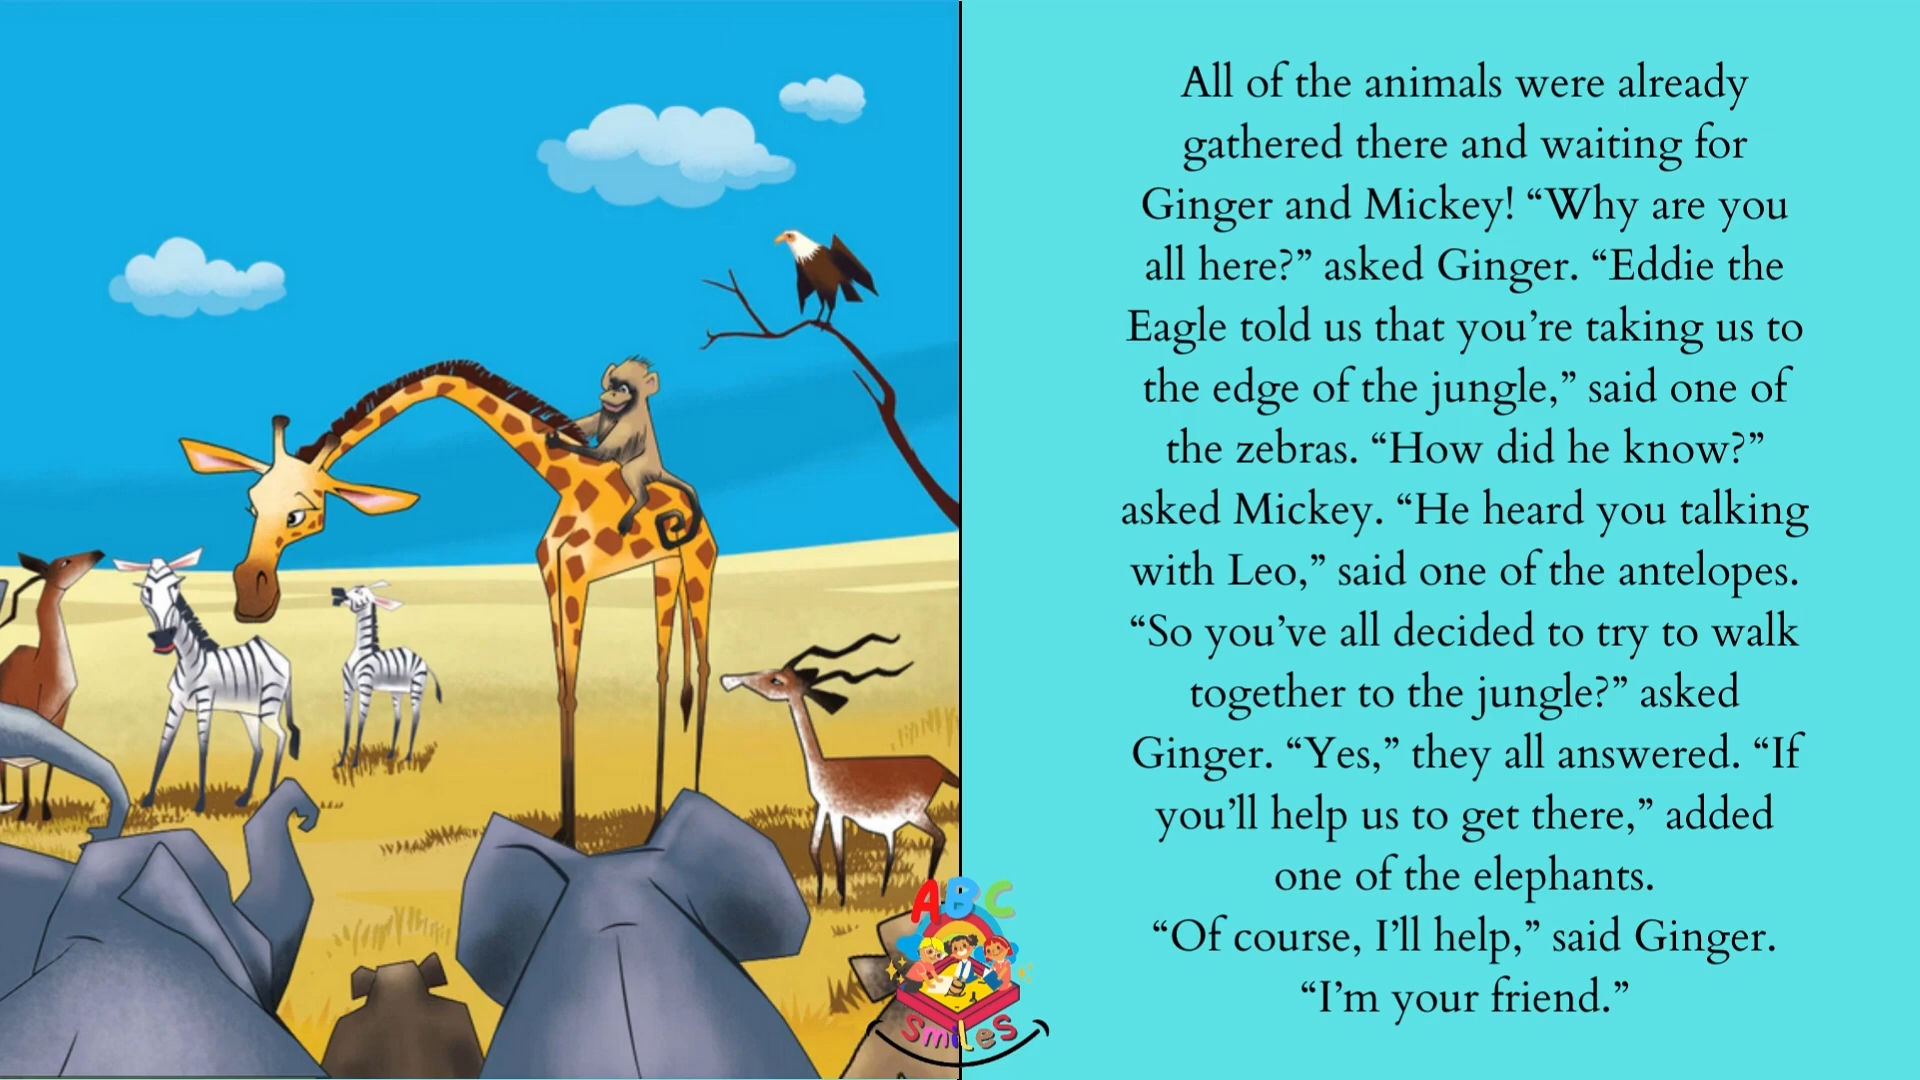 All of the animals were already
gathered there and waiting for
Ginger and Mickey! “Why are you
all here?” asked Ginger. “Eddie the
Eagle told us that you’re taking us to
the edge of the jungle,” said one of
the zebras. “How did he know?”
asked Mickey. “He heard you talking
with Leo,” said one of the antelopes.
“So you’ve all decided to try to walk
together to the jungle?” asked
Ginger. “Yes,” they all answered. “If
you’ll help us to get there,” added
one of the elephants.
“Of course, I’ll help,” said Ginger.
“I’m your friend.”
ABC
Smiles